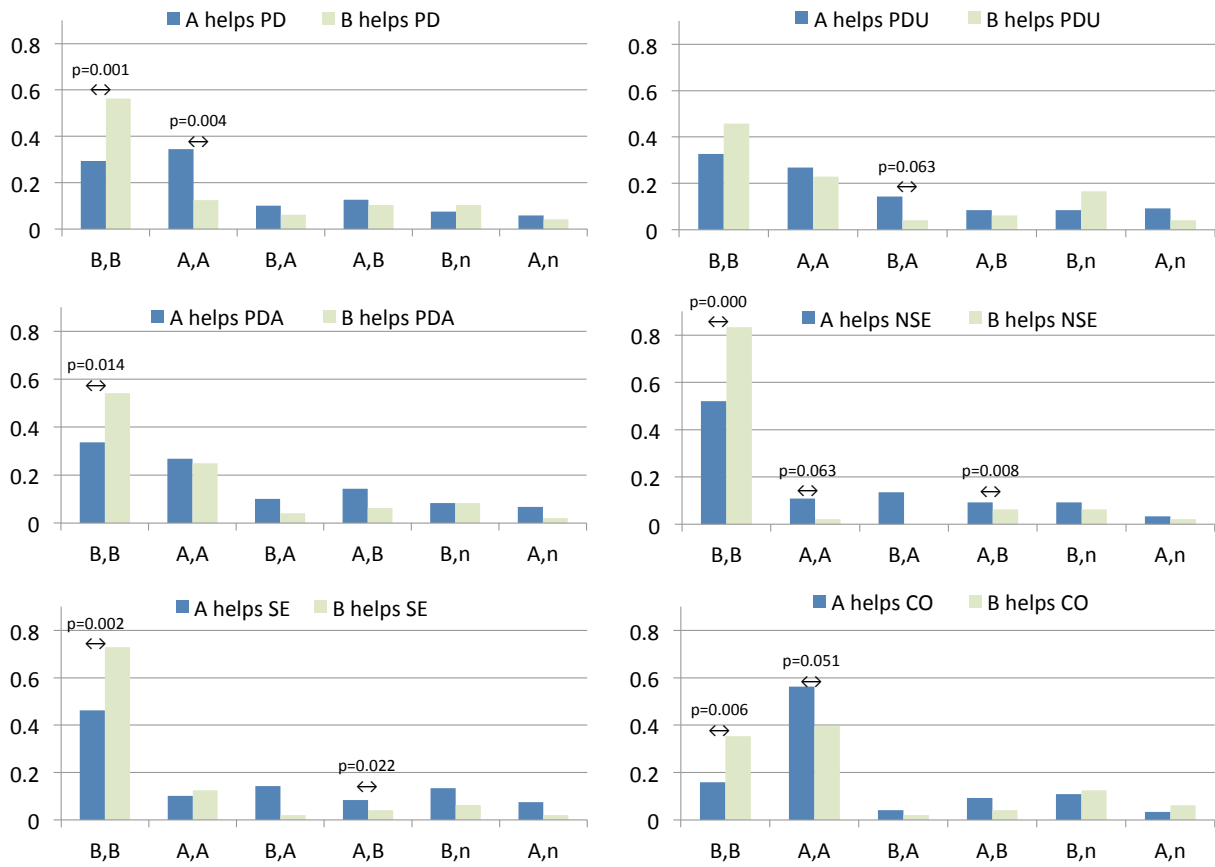 A helps PD B helps PD
0.8
p=0.001
0.6
p=0.004
0.4
0.2
0
B,B A,A B,A A,B B,n A,n
A helps PDU B helps PDU
0.8
0.6
0.4
p=0.063
0.2
0
B,B A,A B,A A,B B,n A,n
A helps PDA B helps PDA
0.8
p=0.014
0.6
0.4
0.2
0
B,B A,A B,A A,B B,n A,n
p=0.000
A helps NSE B helps NSE
0.8
0.6
0.4
p=0.063 p=0.008
0.2
0
B,B A,A B,A A,B B,n A,n
A helps SE B helps SE
0.8
p=0.002
0.6
0.4
p=0.022
0.2
0
B,B A,A B,A A,B B,n A,n
A helps CO B helps CO
0.8
p=0.051
0.6
p=0.006
0.4
0.2
0
B,B A,A B,A A,B B,n A,n